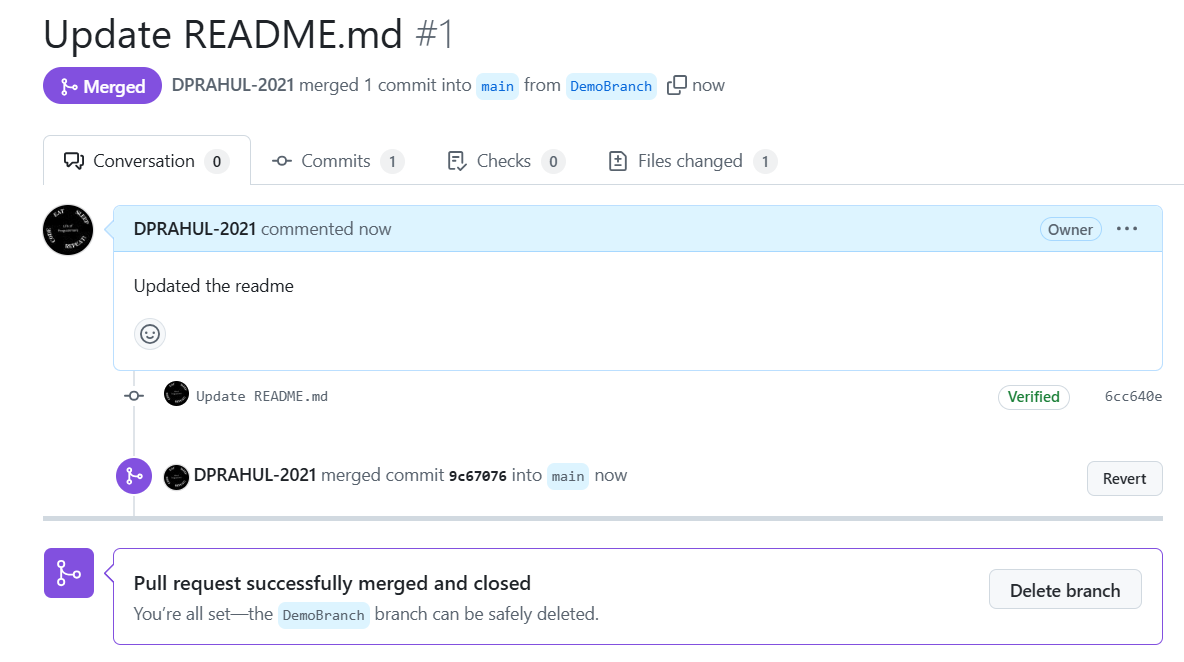 Update README.md #1
Merged DPRAHUL-2021 merged 1 commit into main from DemoBranch now
Conversation 0 Commits 1 Checks 0 Files changed 1
DPRAHUL-2021 commented now Owner
Updated the readme
Update README.md Verified 6cc640e
DPRAHUL-2021 merged commit 9c67076 into main now Revert
Pull request successfully merged and closed
You’re all set—the DemoBranch branch can be safely deleted.
Delete branch